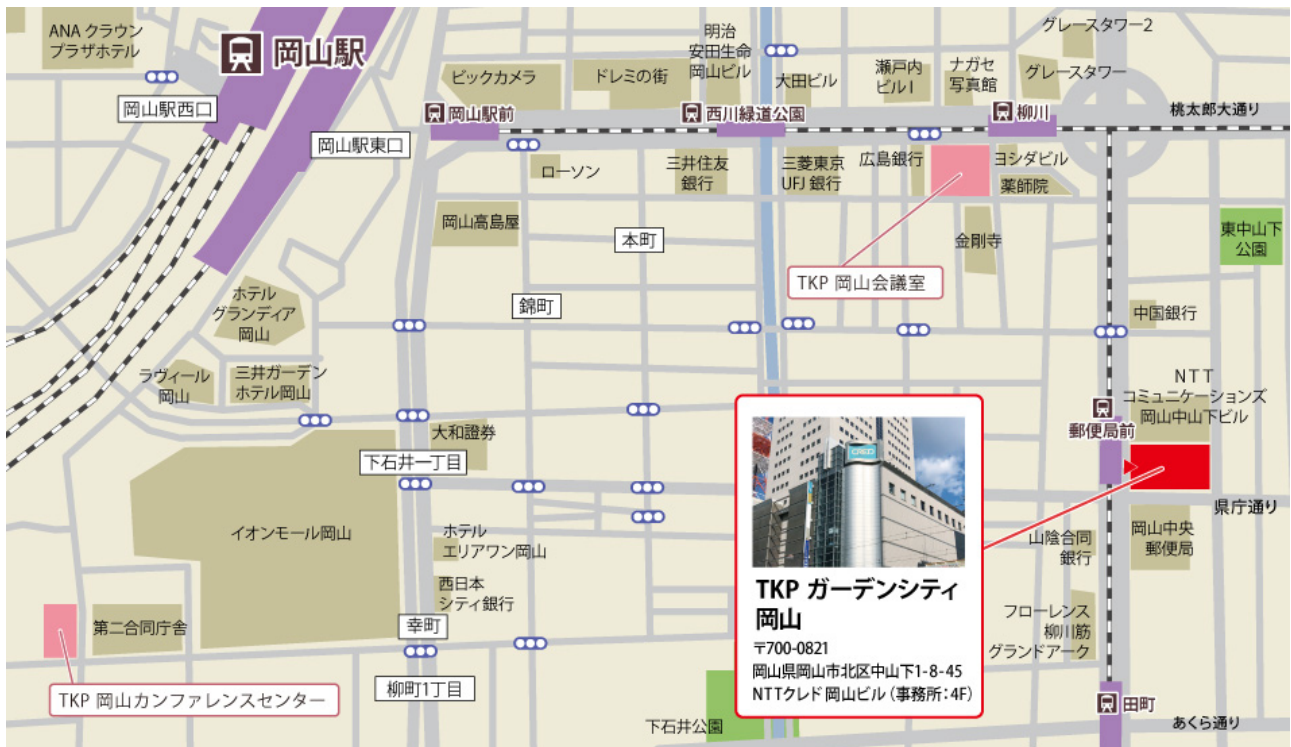 ANA クラウン
プラザホテル
岡山駅
岡山駅西口
岡山駅東口
ビックカメラ
ドレミの街
明治
安田生命
岡山ビル
大田ビル
瀬戸内
ビルⅠ
ナガセ
写真館
グレースタワー2
グレースタワー
岡山駅前
西川緑道公園
柳川
桃太郎大通り
ローソン
三井住友
銀行
三菱東京
UFJ 銀行
広島銀行
ヨシダビル
薬師院
岡山高島屋
本町
金剛寺
東中山下
公園
TKP 岡山会議室
ホテル
グランディア
岡山
錦町
中国銀行
ラヴィール
岡山
三井ガーデン
ホテル岡山
NTT
コミュニケーションズ
岡山中山下ビル
郵便局前
大和證券
下石井一丁目
CRED
県庁通り
イオンモール岡山
ホテル
エリアワン岡山
山陰合同
銀行
岡山中央
郵便局
西日本
シティ銀行
TKP ガーデンシティ
岡山
〒700-0821
岡山県岡山市北区中山下1-8-45
NTTクレド岡山ビル（事務所：4F）
フローレンス
柳川筋
グランドアーク
第二合同庁舎
幸町
TKP 岡山カンファレンスセンター
柳町1丁目
下石井公園
田町
あくら通り